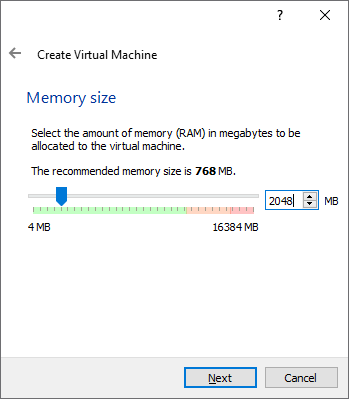 ?
Create Virtual Machine
Memory size
Select the amount of memory (RAM) in megabytes to be
allocated to the virtual machine.
The recommended memory size is 768 MB.
2048 MB
4 MB 16384 MB
Next Cancel